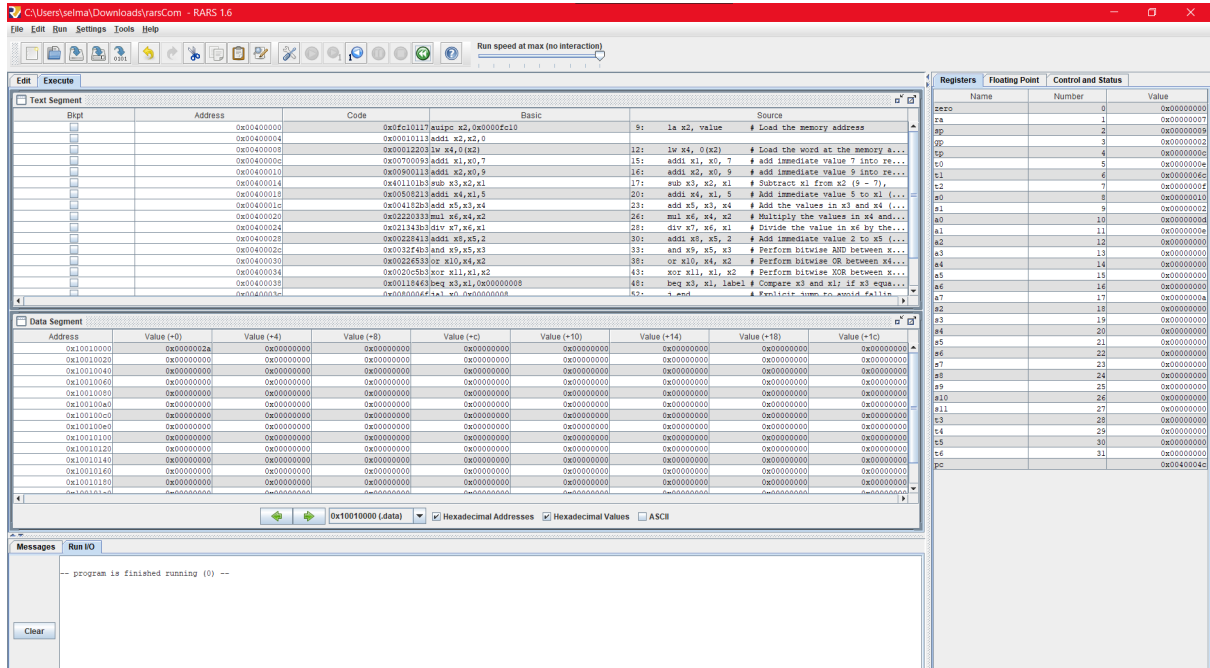 C:\Users\selma\Downloads\rarsCom - RARS 1.6
File Edit Run Settings Tools Help
Run speed at max (no interaction)
Edit Execute
Text Segment
Bkpt Address Code Basic Source
0x00400000 0x0fc10117 auipc x2,0x0000fc10 9: la x2, value # Load the memory address
0x00400004 0x00010113 addi x2,x2,0
0x00400008 0x00012203 lw x4,0(x2) 12: lw x4, 0(x2) # Load the word at the memory a...
0x0040000c 0x00700093 addi x1,x0,7 15: addi x1, x0, 7 # add immediate value 7 into re...
0x00400010 0x00900113 addi x2,x0,9 16: addi x2, x0, 9 # add immediate value 9 into re...
0x00400014 0x401101b3 sub x3,x2,x1 17: sub x3, x2, x1 # Subtract x1 from x2 (9 - 7),
0x00400018 0x00508213 addi x4,x1,5 20: addi x4, x1, 5 # Add immediate value 5 to x1 (...
0x0040001c 0x004182b3 add x5,x3,x4 23: add x5, x3, x4 # Add the values in x3 and x4 (...
0x00400020 0x02220333 mul x6,x4,x2 26: mul x6, x4, x2 # Multiply the values in x4 and...
0x00400024 0x021343b3 div x7,x6,x1 28: div x7, x6, x1 # Divide the value in x6 by the...
0x00400028 0x00228413 addi x8,x5,2 30: addi x8, x5, 2 # Add immediate value 2 to x5 (...
0x0040002c 0x0032f4b3 and x9,x5,x3 33: and x9, x5, x3 # Perform bitwise AND between x...
0x00400030 0x00226533 or x10,x4,x2 38: or x10, x4, x2 # Perform bitwise OR between x4...
0x00400034 0x0020c5b3 xor x11,x1,x2 43: xor x11, x1, x2 # Perform bitwise XOR between x...
0x00400038 0x00118463 beq x3,x1,0x00000008 48: beq x3, x1, label # Compare x3 and x1; if x3 equa...
0x0040003c 0x0080006f jal x0,0x00000008 52: j end # Explicit jump to avoid fallin...
Data Segment
Address Value (+0) Value (+4) Value (+8) Value (+c) Value (+10) Value (+14) Value (+18) Value (+1c)
0x10010000 0x0000002a 0x00000000 0x00000000 0x00000000 0x00000000 0x00000000 0x00000000 0x00000000
0x10010020 0x00000000 0x00000000 0x00000000 0x00000000 0x00000000 0x00000000 0x00000000 0x00000000
0x10010040 0x00000000 0x00000000 0x00000000 0x00000000 0x00000000 0x00000000 0x00000000 0x00000000
0x10010060 0x00000000 0x00000000 0x00000000 0x00000000 0x00000000 0x00000000 0x00000000 0x00000000
0x10010080 0x00000000 0x00000000 0x00000000 0x00000000 0x00000000 0x00000000 0x00000000 0x00000000
0x100100a0 0x00000000 0x00000000 0x00000000 0x00000000 0x00000000 0x00000000 0x00000000 0x00000000
0x100100c0 0x00000000 0x00000000 0x00000000 0x00000000 0x00000000 0x00000000 0x00000000 0x00000000
0x100100e0 0x00000000 0x00000000 0x00000000 0x00000000 0x00000000 0x00000000 0x00000000 0x00000000
0x10010100 0x00000000 0x00000000 0x00000000 0x00000000 0x00000000 0x00000000 0x00000000 0x00000000
0x10010120 0x00000000 0x00000000 0x00000000 0x00000000 0x00000000 0x00000000 0x00000000 0x00000000
0x10010140 0x00000000 0x00000000 0x00000000 0x00000000 0x00000000 0x00000000 0x00000000 0x00000000
0x10010160 0x00000000 0x00000000 0x00000000 0x00000000 0x00000000 0x00000000 0x00000000 0x00000000
0x10010180 0x00000000 0x00000000 0x00000000 0x00000000 0x00000000 0x00000000 0x00000000 0x00000000
0x10010000 (.data) Hexadecimal Addresses Hexadecimal Values ASCII
Messages Run I/O
-- program is finished running (0) --
Clear
Registers Floating Point Control and Status
Name Number Value
zero 0 0x00000000
ra 1 0x00000007
sp 2 0x00000009
gp 3 0x00000002
tp 4 0x0000000c
t0 5 0x0000000e
t1 6 0x0000006c
t2 7 0x0000000f
s0 8 0x00000010
s1 9 0x00000002
a0 10 0x0000000d
a1 11 0x0000000e
a2 12 0x00000000
a3 13 0x00000000
a4 14 0x00000000
a5 15 0x00000000
a6 16 0x00000000
a7 17 0x0000000a
s2 18 0x00000000
s3 19 0x00000000
s4 20 0x00000000
s5 21 0x00000000
s6 22 0x00000000
s7 23 0x00000000
s8 24 0x00000000
s9 25 0x00000000
s10 26 0x00000000
s11 27 0x00000000
t3 28 0x00000000
t4 29 0x00000000
t5 30 0x00000000
t6 31 0x00000000
pc 0x0040004c